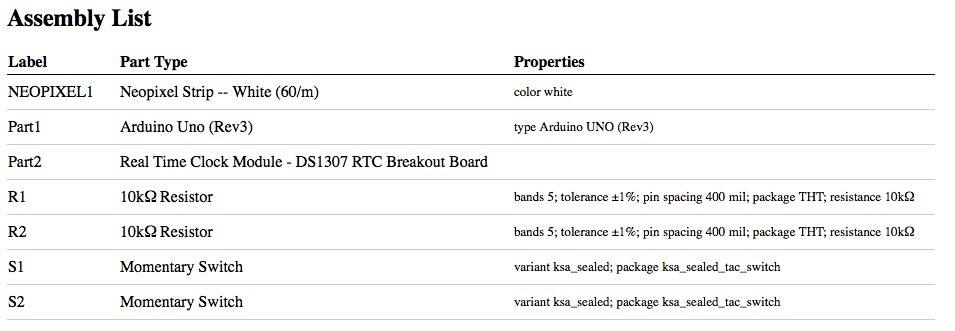 Assembly List
Label Part Type Properties
NEOPIXEL1 Neopixel Strip -- White (60/m) color white
Part1 Arduino Uno (Rev3) type Arduino UNO (Rev3)
Part2 Real Time Clock Module - DS1307 RTC Breakout Board
R1 10kΩ Resistor bands 5; tolerance ±1%; pin spacing 400 mil; package THT; resistance 10kΩ
R2 10kΩ Resistor bands 5; tolerance ±1%; pin spacing 400 mil; package THT; resistance 10kΩ
S1 Momentary Switch variant ksa_sealed; package ksa_sealed_tac_switch
S2 Momentary Switch variant ksa_sealed; package ksa_sealed_tac_switch